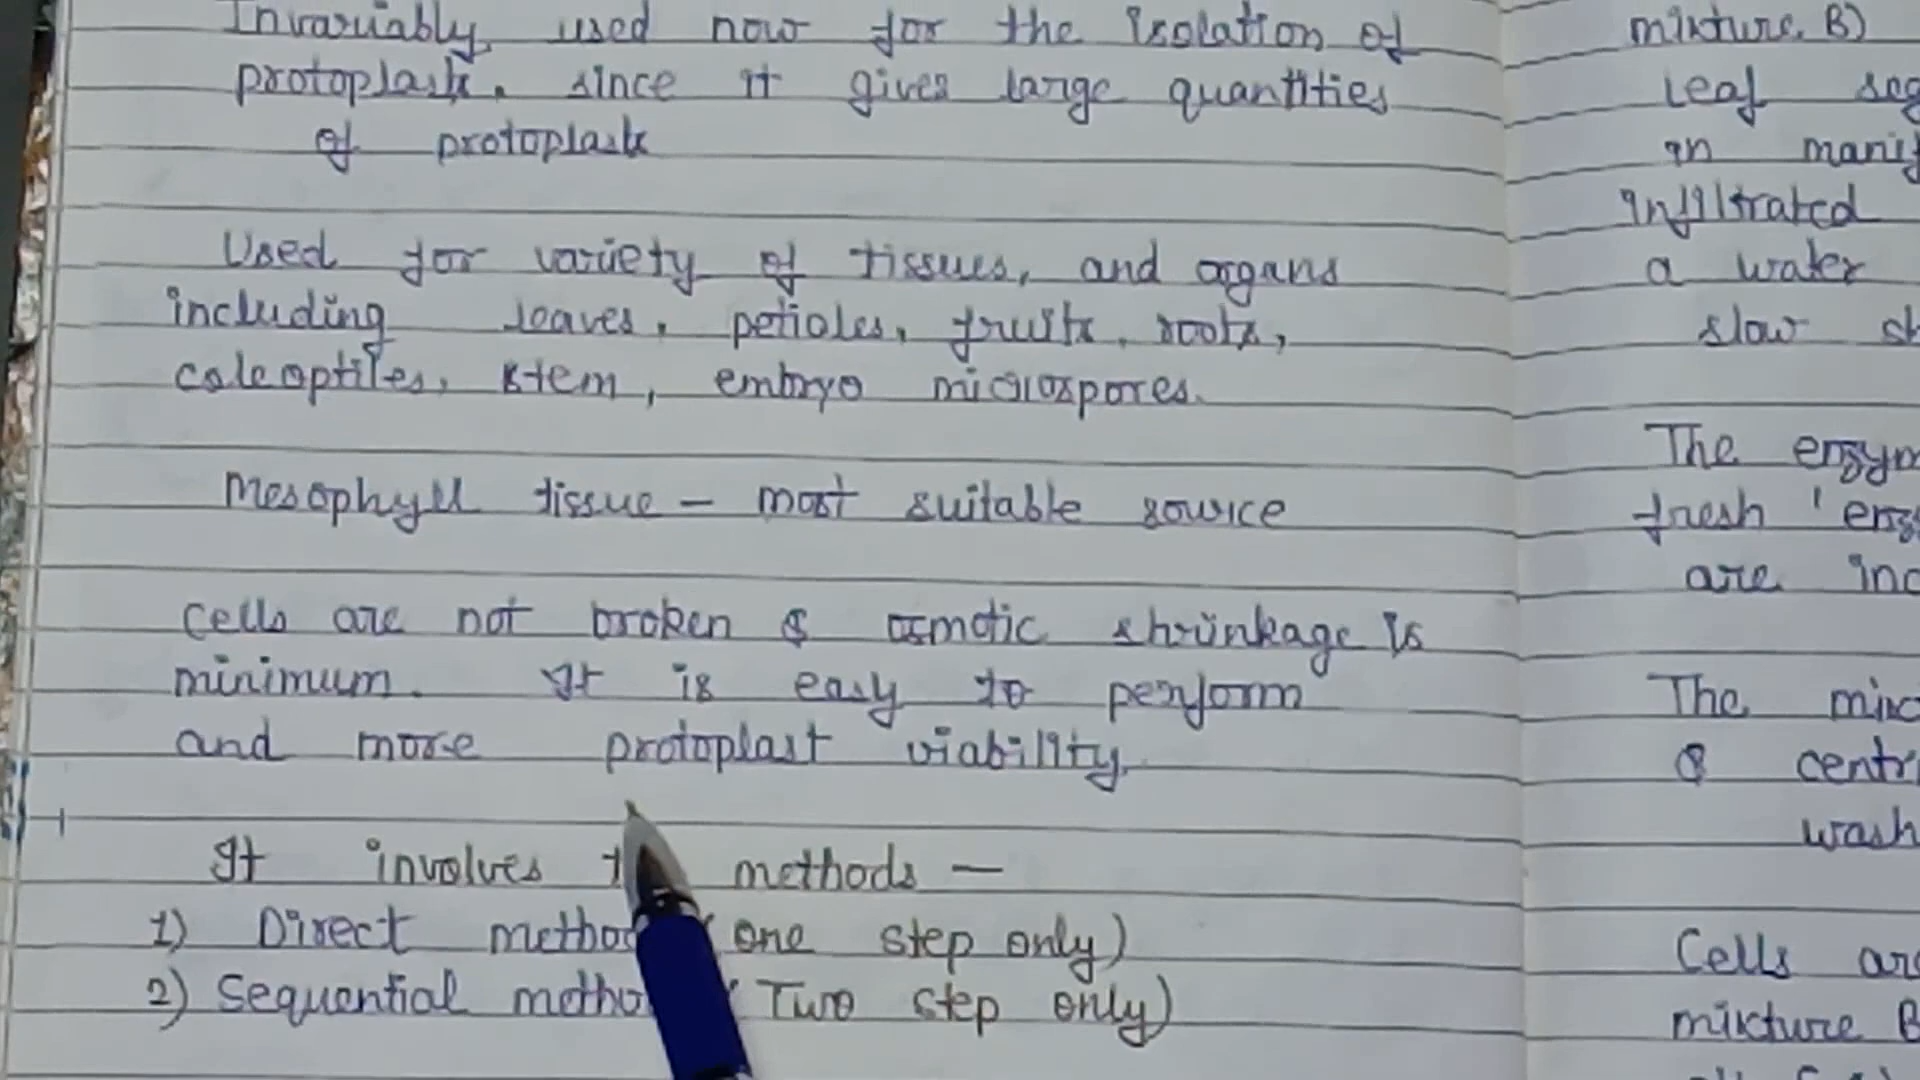 Invariably used now for the isolation of
protoplasts. since it gives large quantities
of protoplasts
Used for variety of tissues, and organs
including leaves, petioles, fruits, roots,
coleoptiles, stem, embryo microspores.
Mesophyll tissue – most suitable source
Cells are not broken & osmotic shrinkage is
minimum. It is easy to perform
and more protoplast viability.
It involves methods —
1) Direct method (one step only)
2) Sequential method (Two step only)
mixture B)
leaf
in
infiltrated
a water
slow
The
fresh
are
The
&
wash
Cells
mixture B